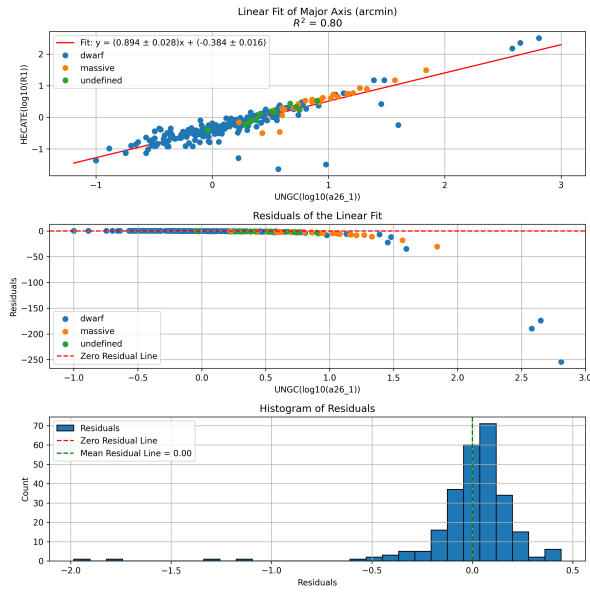 Linear Fit of Major Axis (arcmin)
R² = 0.80
Fit: y = (0.894 ± 0.028)x + (-0.384 ± 0.016)
dwarf
massive
undefined
HECATE(log10(R1))
2
1
0
−1
−1 0 1 2 3
UNGC(log10(a26_1))
Residuals of the Linear Fit
0
−50
−100
−150
−200
−250
Residuals
dwarf
massive
undefined
Zero Residual Line
−1.0 −0.5 0.0 0.5 1.0 1.5 2.0 2.5 3.0
UNGC(log10(a26_1))
Histogram of Residuals
Residuals
Zero Residual Line
Mean Residual Line = 0.00
Count
70
60
50
40
30
20
10
0
−2.0 −1.5 −1.0 −0.5 0.0 0.5
Residuals